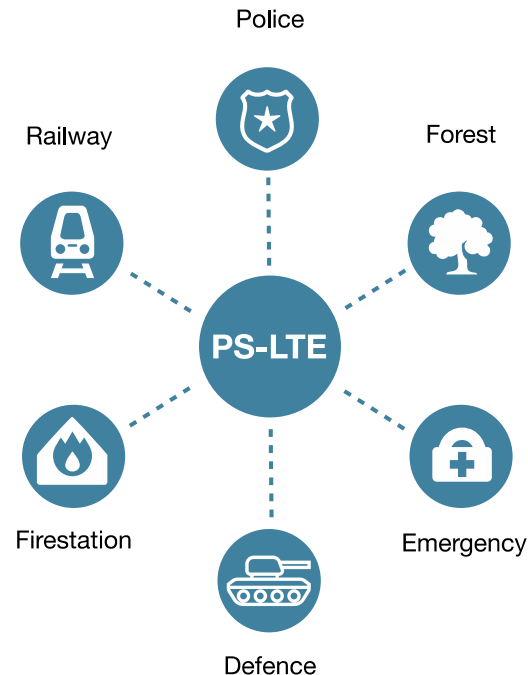 Police
Railway
Forest
PS-LTE
Firestation
Emergency
Defence